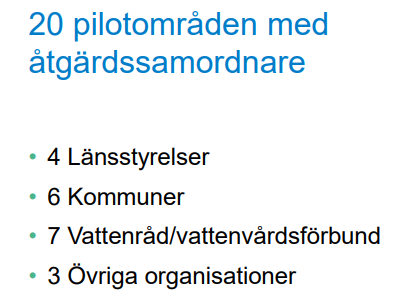 20 pilotområden med
åtgärdssamordnare
• 4 Länsstyrelser
• 6 Kommuner
• 7 Vattenråd/vattenvårdsförbund
• 3 Övriga organisationer